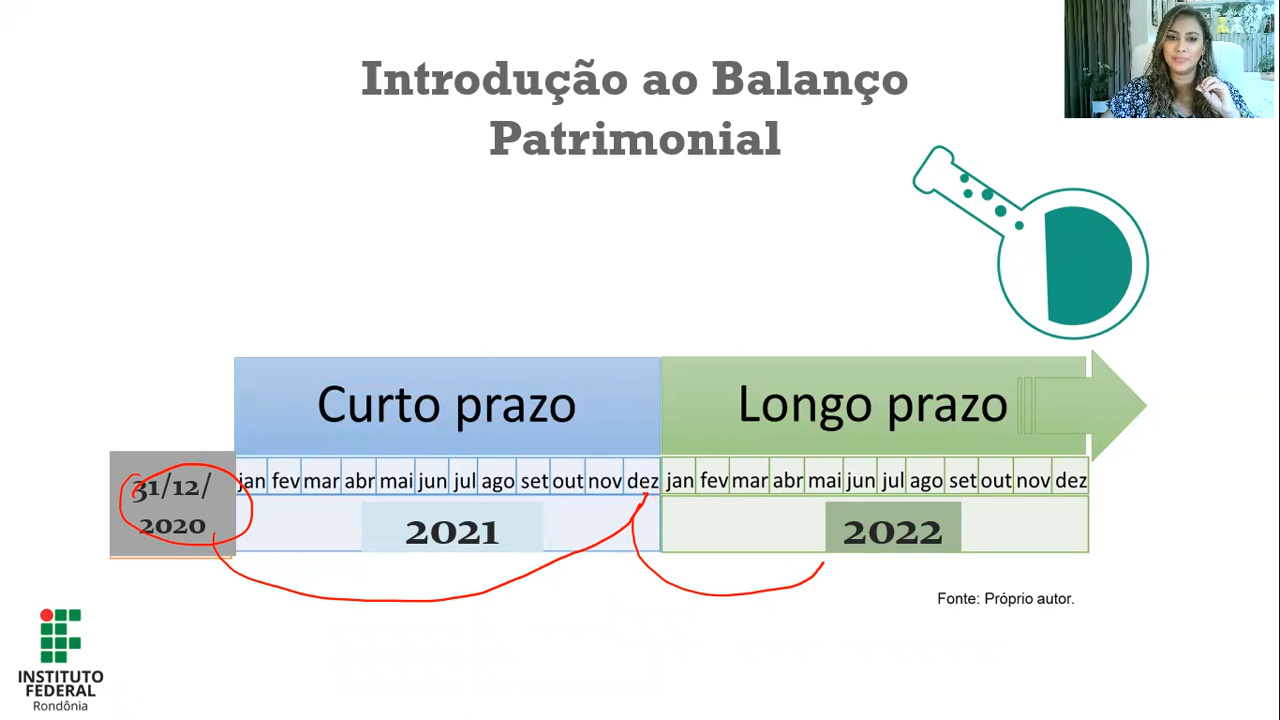 Introdução ao Balanço
Patrimonial
Curto prazo
Longo prazo
31/12/
2020
jan fev mar abr mai jun jul ago set out nov dez jan fev mar abr mai jun jul ago set out nov dez
2021
2022
Fonte: Próprio autor.
INSTITUTO
FEDERAL
Rondônia